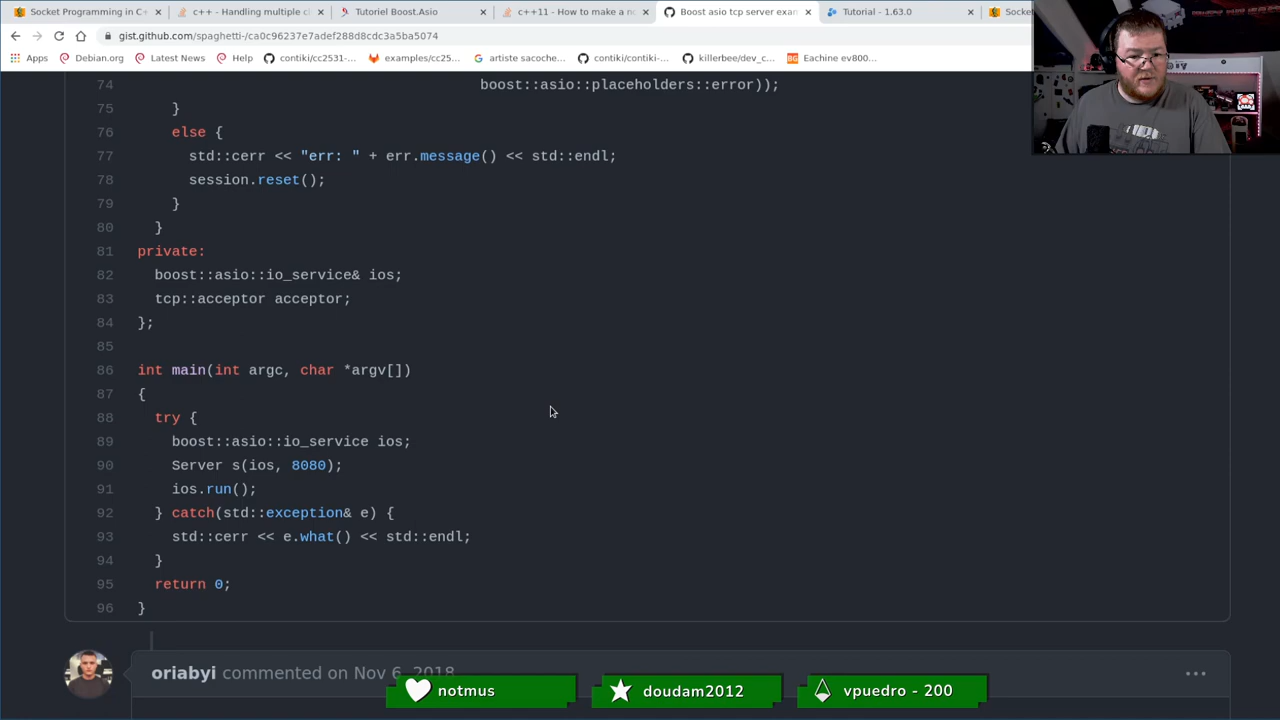 Socket Programming in C+
c++ - Handling multiple c
Tutoriel Boost.Asio
c++11 - How to make a no
Boost asio tcp server exam
Tutorial - 1.63.0
Socke
gist.github.com/spaghetti-/ca0c96237e7adef288d8cdc3a5ba5074
Apps
Debian.org
Latest News
Help
contiki/cc2531-...
examples/cc25...
artiste sacoche...
contiki/contiki-...
killerbee/dev_c...
Eachine ev800...
74 boost::asio::placeholders::error));
75 }
76 else {
77 std::cerr << "err: " + err.message() << std::endl;
78 session.reset();
79 }
80 }
81 private:
82 boost::asio::io_service& ios;
83 tcp::acceptor acceptor;
84 };
85
86 int main(int argc, char *argv[])
87 {
88 try {
89 boost::asio::io_service ios;
90 Server s(ios, 8080);
91 ios.run();
92 } catch(std::exception& e) {
93 std::cerr << e.what() << std::endl;
94 }
95 return 0;
96 }
oriabyi commented on Nov 6, 2018
notmus
doudam2012
vpuedro - 200